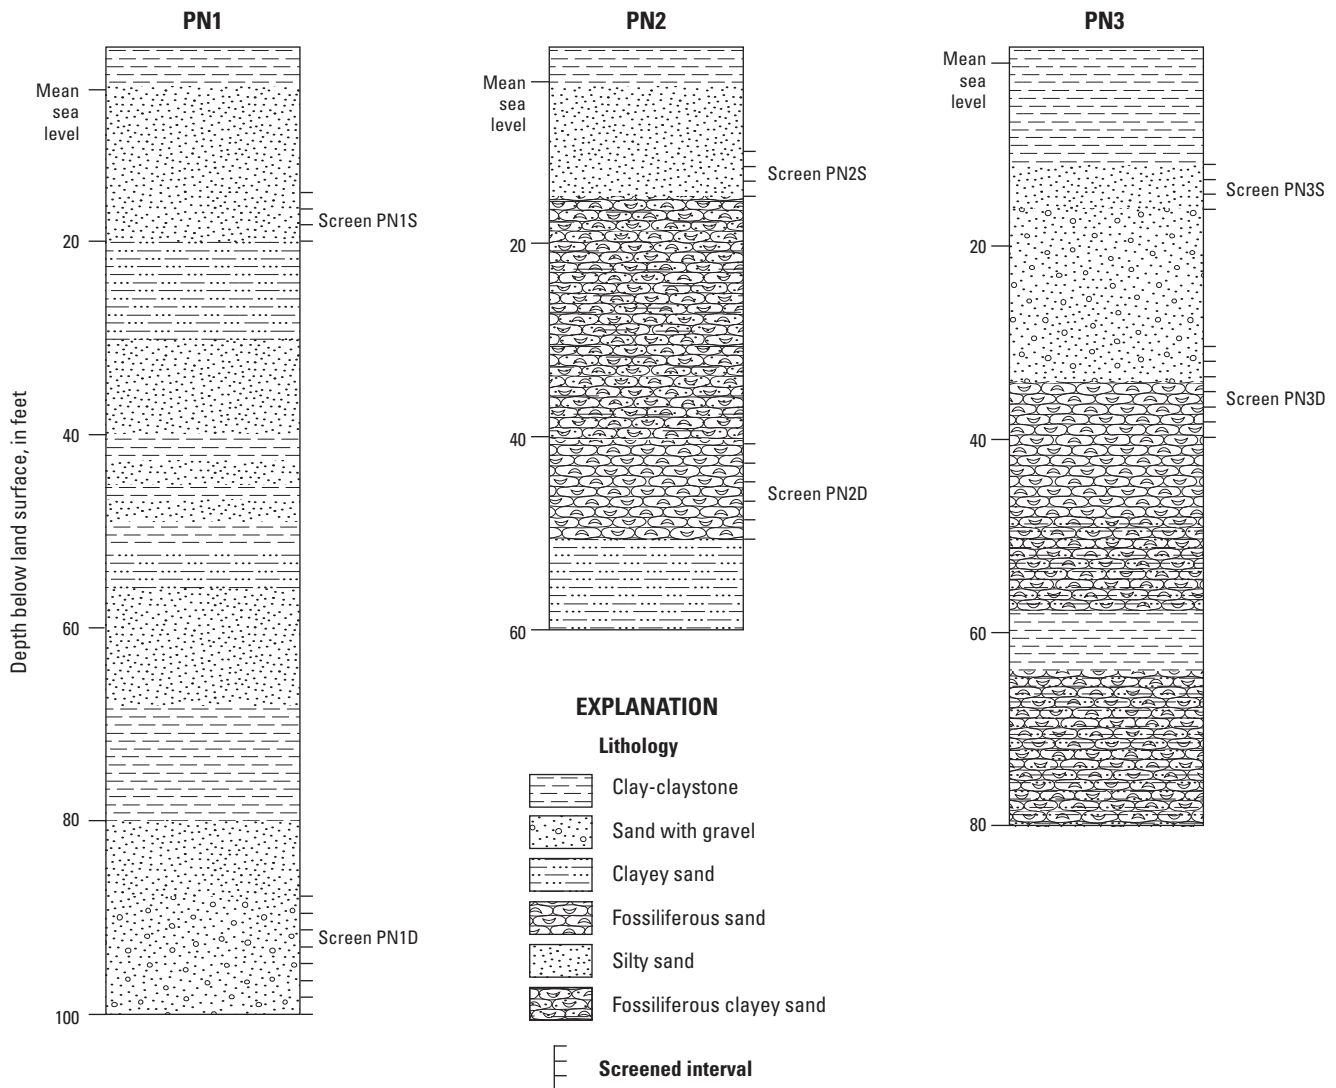 PN1
Mean
sea
level
20
40
60
80
100
Depth below land surface, in feet
Screen PN1S
Screen PN1D
PN2
Mean
sea
level
20
40
60
Screen PN2S
Screen PN2D
PN3
Mean
sea
level
20
40
60
80
Screen PN3S
Screen PN3D
EXPLANATION
Lithology
Clay-claystone
Sand with gravel
Clayey sand
Fossiliferous sand
Silty sand
Fossiliferous clayey sand
Screened interval